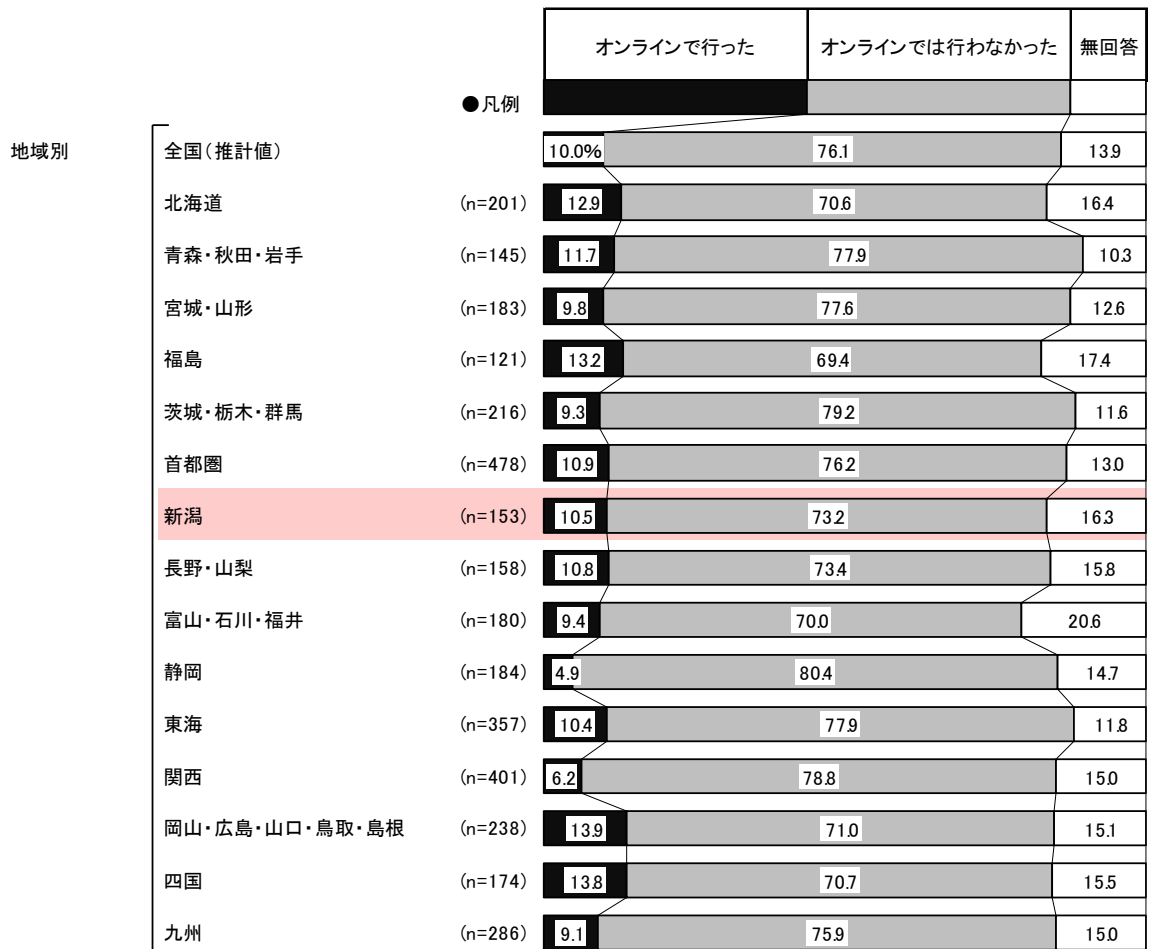 オンラインで行った オンラインでは行わなかった 無回答
●凡例
地域別 全国(推計値) 10.0% 76.1 13.9
北海道 (n=201) 12.9 70.6 16.4
青森・秋田・岩手 (n=145) 11.7 77.9 10.3
宮城・山形 (n=183) 9.8 77.6 12.6
福島 (n=121) 13.2 69.4 17.4
茨城・栃木・群馬 (n=216) 9.3 79.2 11.6
首都圏 (n=478) 10.9 76.2 13.0
新潟 (n=153) 10.5 73.2 16.3
長野・山梨 (n=158) 10.8 73.4 15.8
富山・石川・福井 (n=180) 9.4 70.0 20.6
静岡 (n=184) 4.9 80.4 14.7
東海 (n=357) 10.4 77.9 11.8
関西 (n=401) 6.2 78.8 15.0
岡山・広島・山口・鳥取・島根 (n=238) 13.9 71.0 15.1
四国 (n=174) 13.8 70.7 15.5
九州 (n=286) 9.1 75.9 15.0